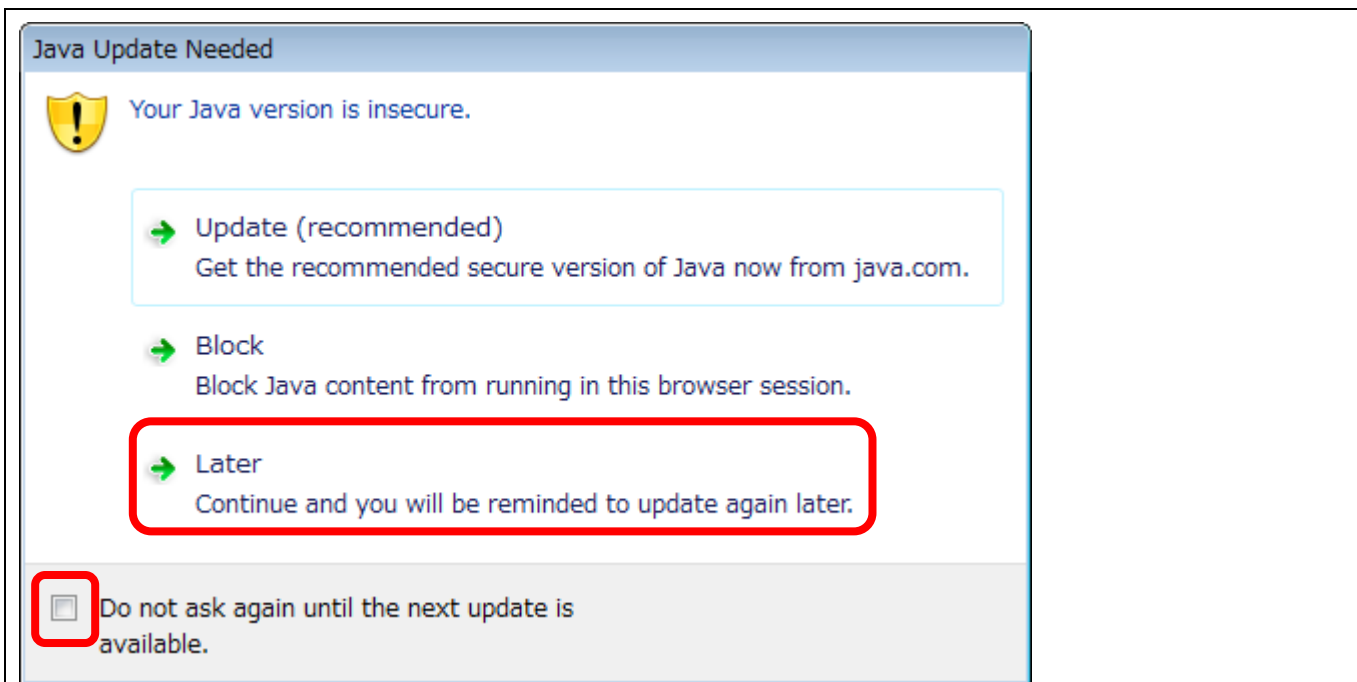 Java Update Needed
Your Java version is insecure.
Update (recommended)
Get the recommended secure version of Java now from java.com.
Block
Block Java content from running in this browser session.
Later
Continue and you will be reminded to update again later.
Do not ask again until the next update is
available.